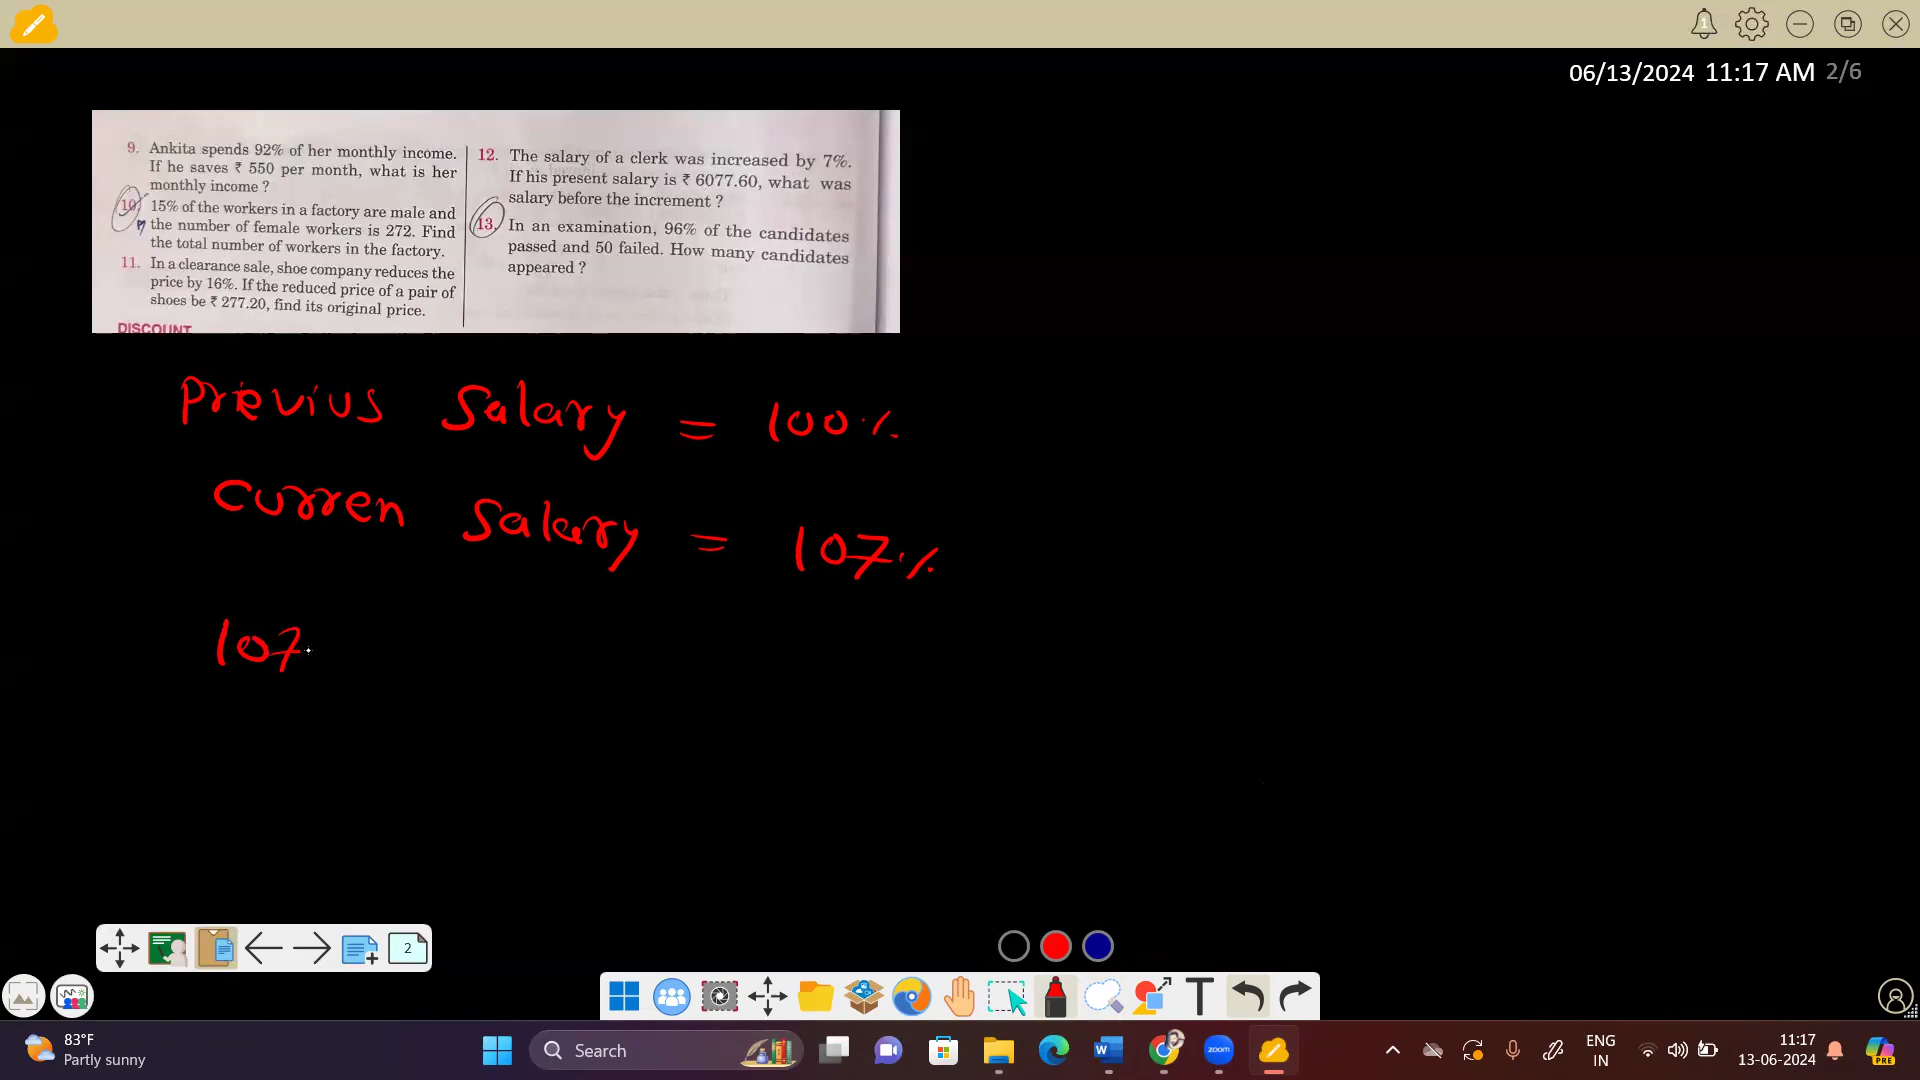 06/13/2024 11:17 AM 2/6
9. Ankita spends 92% of her monthly income.
If he saves ₹ 550 per month, what is her
monthly income ?
10. 15% of the workers in a factory are male and
the number of female workers is 272. Find
the total number of workers in the factory.
11. In a clearance sale, shoe company reduces the
price by 16%. If the reduced price of a pair of
shoes be ₹ 277.20, find its original price.
DISCOUNT
12. The salary of a clerk was increased by 7%.
If his present salary is ₹ 6077.60, what was
salary before the increment ?
13. In an examination, 96% of the candidates
passed and 50 failed. How many candidates
appeared ?
Previus Salary = 100%
Curren Salary = 107%
107
2
83°F
Partly sunny
Search
zoom
ENG
IN
11:17
13-06-2024
PRE